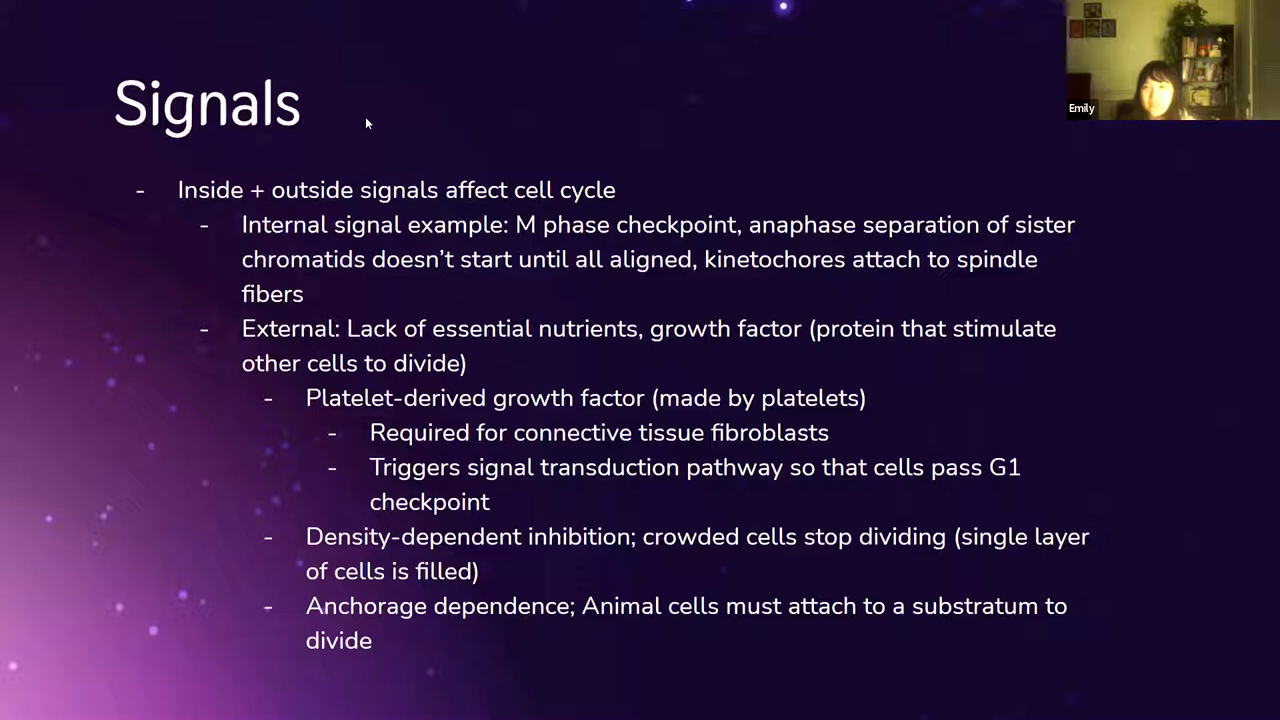 Emily
Signals
- Inside + outside signals affect cell cycle
- Internal signal example: M phase checkpoint, anaphase separation of sister
chromatids doesn’t start until all aligned, kinetochores attach to spindle
fibers
- External: Lack of essential nutrients, growth factor (protein that stimulate
other cells to divide)
- Platelet-derived growth factor (made by platelets)
- Required for connective tissue fibroblasts
- Triggers signal transduction pathway so that cells pass G1
checkpoint
- Density-dependent inhibition; crowded cells stop dividing (single layer
of cells is filled)
- Anchorage dependence; Animal cells must attach to a substratum to
divide